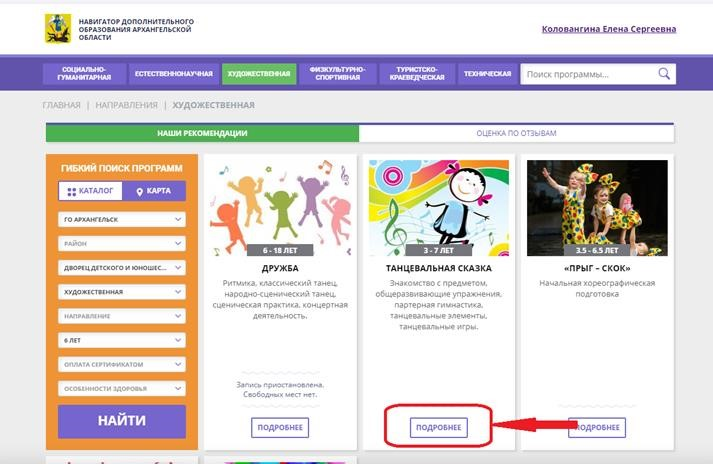 НАВИГАТОР ДОПОЛНИТЕЛЬНОГО
ОБРАЗОВАНИЯ АРХАНГЕЛЬСКОЙ
ОБЛАСТИ
Коловангина Елена Сергеевна
СОЦИАЛЬНО-
ГУМАНИТАРНАЯ
ЕСТЕСТВЕННОНАУЧНАЯ
ХУДОЖЕСТВЕННАЯ
ФИЗКУЛЬТУРНО-
СПОРТИВНАЯ
ТУРИСТСКО-
КРАЕВЕДЧЕСКАЯ
ТЕХНИЧЕСКАЯ
Поиск программы...
ГЛАВНАЯ | НАПРАВЛЕНИЯ | ХУДОЖЕСТВЕННАЯ
НАШИ РЕКОМЕНДАЦИИ
ОЦЕНКА ПО ОТЗЫВАМ
ГИБКИЙ ПОИСК ПРОГРАММ
КАТАЛОГ
КАРТА
ГО АРХАНГЕЛЬСК
РАЙОН
ДВОРЕЦ ДЕТСКОГО И ЮНОШЕС...
ХУДОЖЕСТВЕННАЯ
НАПРАВЛЕНИЕ
6 ЛЕТ
ОПЛАТА СЕРТИФИКАТОМ
ОСОБЕННОСТИ ЗДОРОВЬЯ
НАЙТИ
6 - 18 ЛЕТ
ДРУЖБА
Ритмика, классический танец,
народно-сценический танец,
сценическая практика, концертная
деятельность.
Запись приостановлена.
Свободных мест нет.
ПОДРОБНЕЕ
3 - 7 ЛЕТ
ТАНЦЕВАЛЬНАЯ СКАЗКА
Знакомство с предметом,
общеразвивающие упражнения,
партерная гимнастика,
танцевальные элементы,
танцевальные игры.
ПОДРОБНЕЕ
3.5 - 6.5 ЛЕТ
«ПРЫГ – СКОК»
Начальная хореографическая
подготовка
ПОДРОБНЕЕ